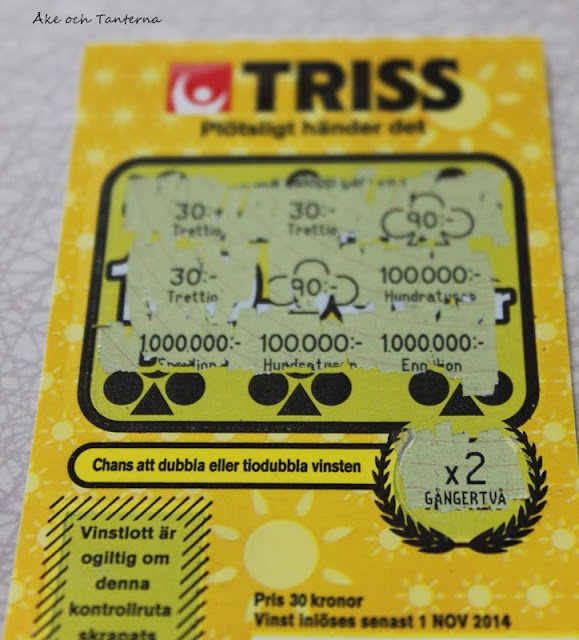 Åke och Tanterna
TRISS
Plötsligt händer det
30:- 30:- 90:-
Trettio Trettio
30:- 90:- 100.000:-
Trettio
1.000.000:- 100.000:- 1.000.000:-
Chans att dubbla eller tiodubbla vinsten
x2
GÅNGERTVÅ
Vinstlott är
ogiltig om
denna
kontrollruta
skrapats
Pris 30 kronor
Vinst inlöses senast 1 NOV 2014